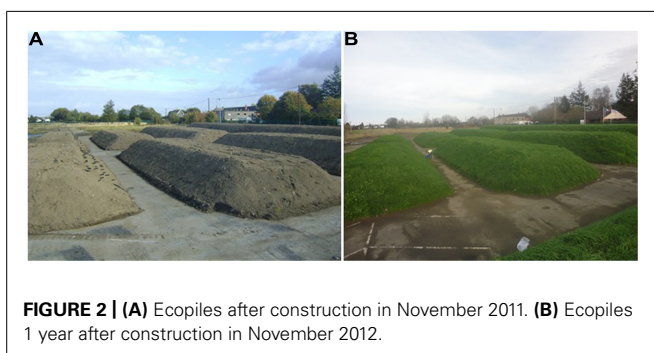 A
B
FIGURE 2 | (A) Ecopiles after construction in November 2011. (B) Ecopiles
1 year after construction in November 2012.